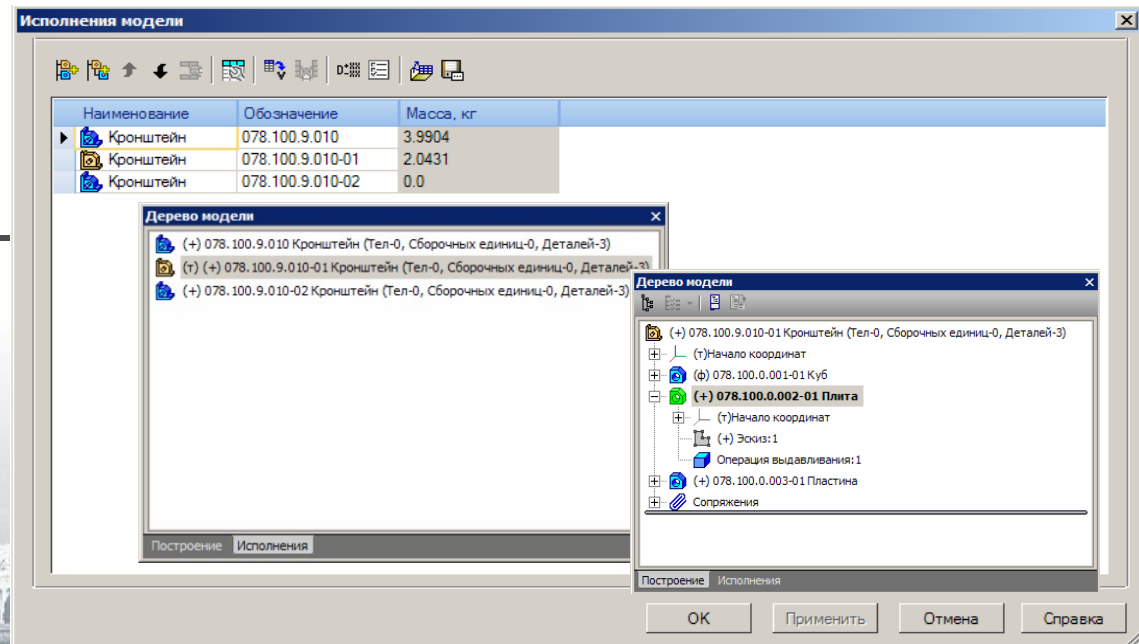 Исполнения модели
Наименование Обозначение Масса, кг
Кронштейн 078.100.9.010 3.9904
Кронштейн 078.100.9.010-01 2.0431
Кронштейн 078.100.9.010-02 0.0
Дерево модели
(+) 078.100.9.010 Кронштейн (Тел-0, Сборочных единиц-0, Деталей-3)
(т) (+) 078.100.9.010-01 Кронштейн (Тел-0, Сборочных единиц-0, Деталей-3)
(+) 078.100.9.010-02 Кронштейн (Тел-0, Сборочных единиц-0, Деталей-3)
Построение Исполнения
Дерево модели
(+) 078.100.9.010-01 Кронштейн (Тел-0, Сборочных единиц-0, Деталей-3)
(т)Начало координат
(ф) 078.100.0.001-01 Куб
(+) 078.100.0.002-01 Плита
(т)Начало координат
(+) Эскиз:1
Операция выдавливания:1
(+) 078.100.0.003-01 Пластина
Сопряжения
Построение Исполнения
OK Применить Отмена Справка